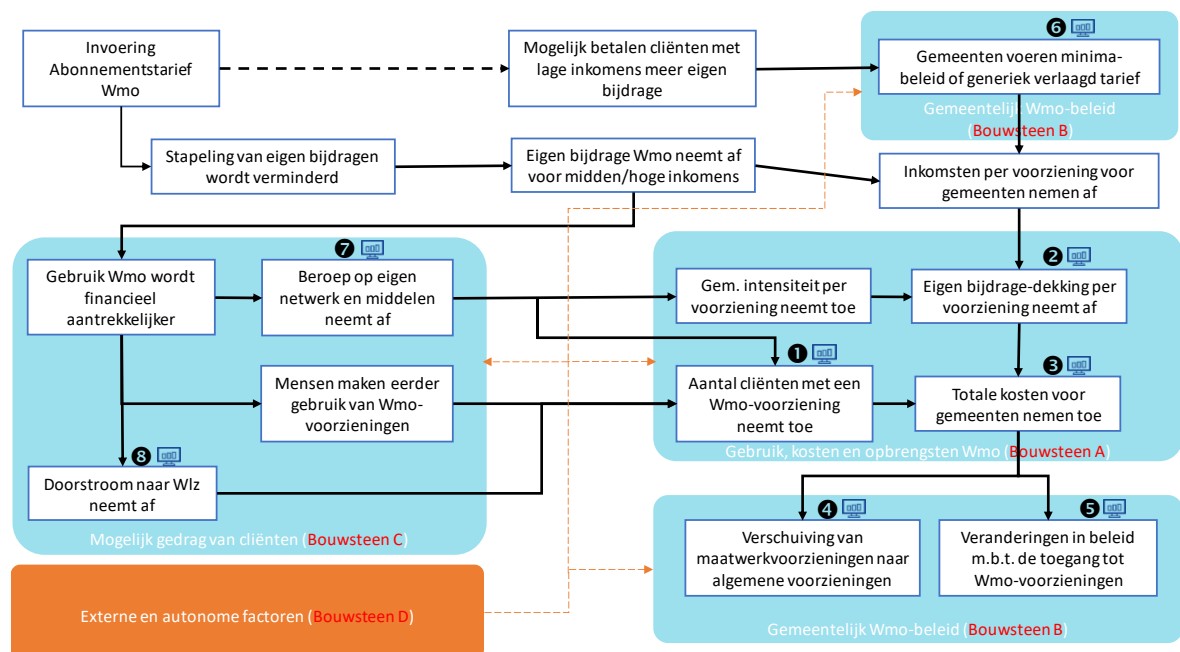 Invoering
Abonnementstarief
Wmo
Mogelijk betalen cliënten met
lage inkomens meer eigen
bijdrage
❻
Gemeenten voeren minima-
beleid of generiek verlaagd tarief
Gemeentelijk Wmo-beleid
(Bouwsteen B)
Stapeling van eigen bijdragen
wordt verminderd
Eigen bijdrage Wmo neemt af
voor midden/hoge inkomens
Inkomsten per voorziening voor
gemeenten nemen af
Gebruik Wmo wordt
financieel
aantrekkelijker
❼
Beroep op eigen
netwerk en middelen
neemt af
Gem. intensiteit per
voorziening neemt toe
❷
Eigen bijdrage-dekking per
voorziening neemt af
Mensen maken eerder
gebruik van Wmo-
voorzieningen
❶
Aantal cliënten met een
Wmo-voorziening
neemt toe
❸
Totale kosten voor
gemeenten nemen toe
Gebruik, kosten en opbrengsten Wmo (Bouwsteen A)
❽
Doorstroom naar Wlz
neemt af
Mogelijk gedrag van cliënten (Bouwsteen C)
❹
Verschuiving van
maatwerkvoorzieningen naar
algemene voorzieningen
❺
Veranderingen in beleid
m.b.t. de toegang tot
Wmo-voorzieningen
Gemeentelijk Wmo-beleid (Bouwsteen B)
Externe en autonome factoren (Bouwsteen D)